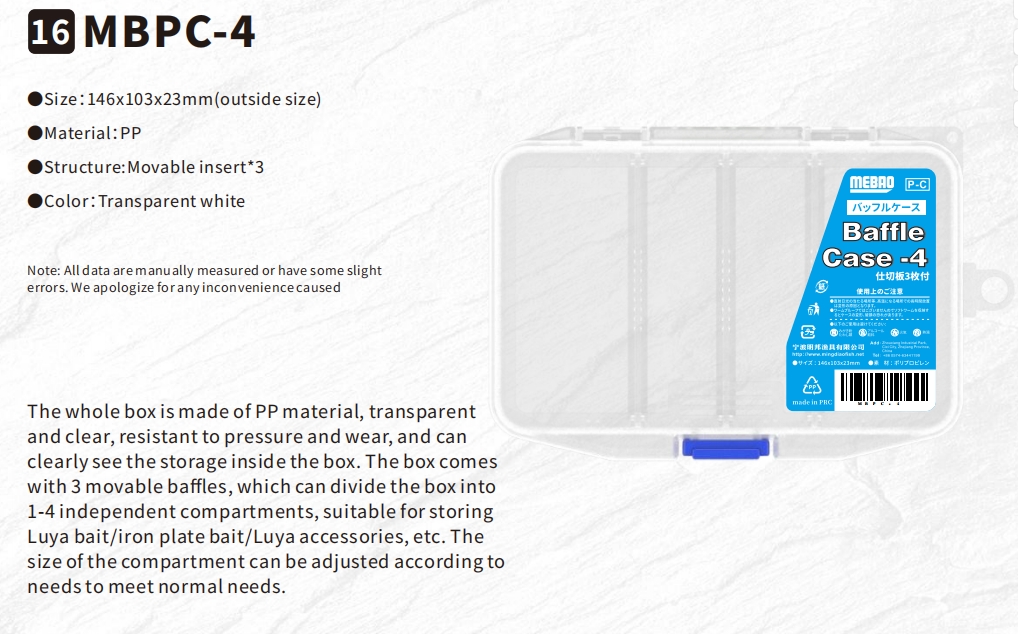 16 MBPC-4
●Size：146x103x23mm(outside size)
●Material：PP
●Structure:Movable insert*3
●Color：Transparent white
Note: All data are manually measured or have some slight
errors. We apologize for any inconvenience caused
The whole box is made of PP material, transparent
and clear, resistant to pressure and wear, and can
clearly see the storage inside the box. The box comes
with 3 movable baffles, which can divide the box into
1-4 independent compartments, suitable for storing
Luya bait/iron plate bait/Luya accessories, etc. The
size of the compartment can be adjusted according to
needs to meet normal needs.
MEBAO P-C
バッフルケース
Baffle
Case -4
仕切板3枚付
使用上のご注意
宁波明邦渔具有限公司
http://www.mingdiaofish.net
●サイズ：146x103x23mm ●素 材：ポリプロピレン
PP
made in PRC
MBPC-4